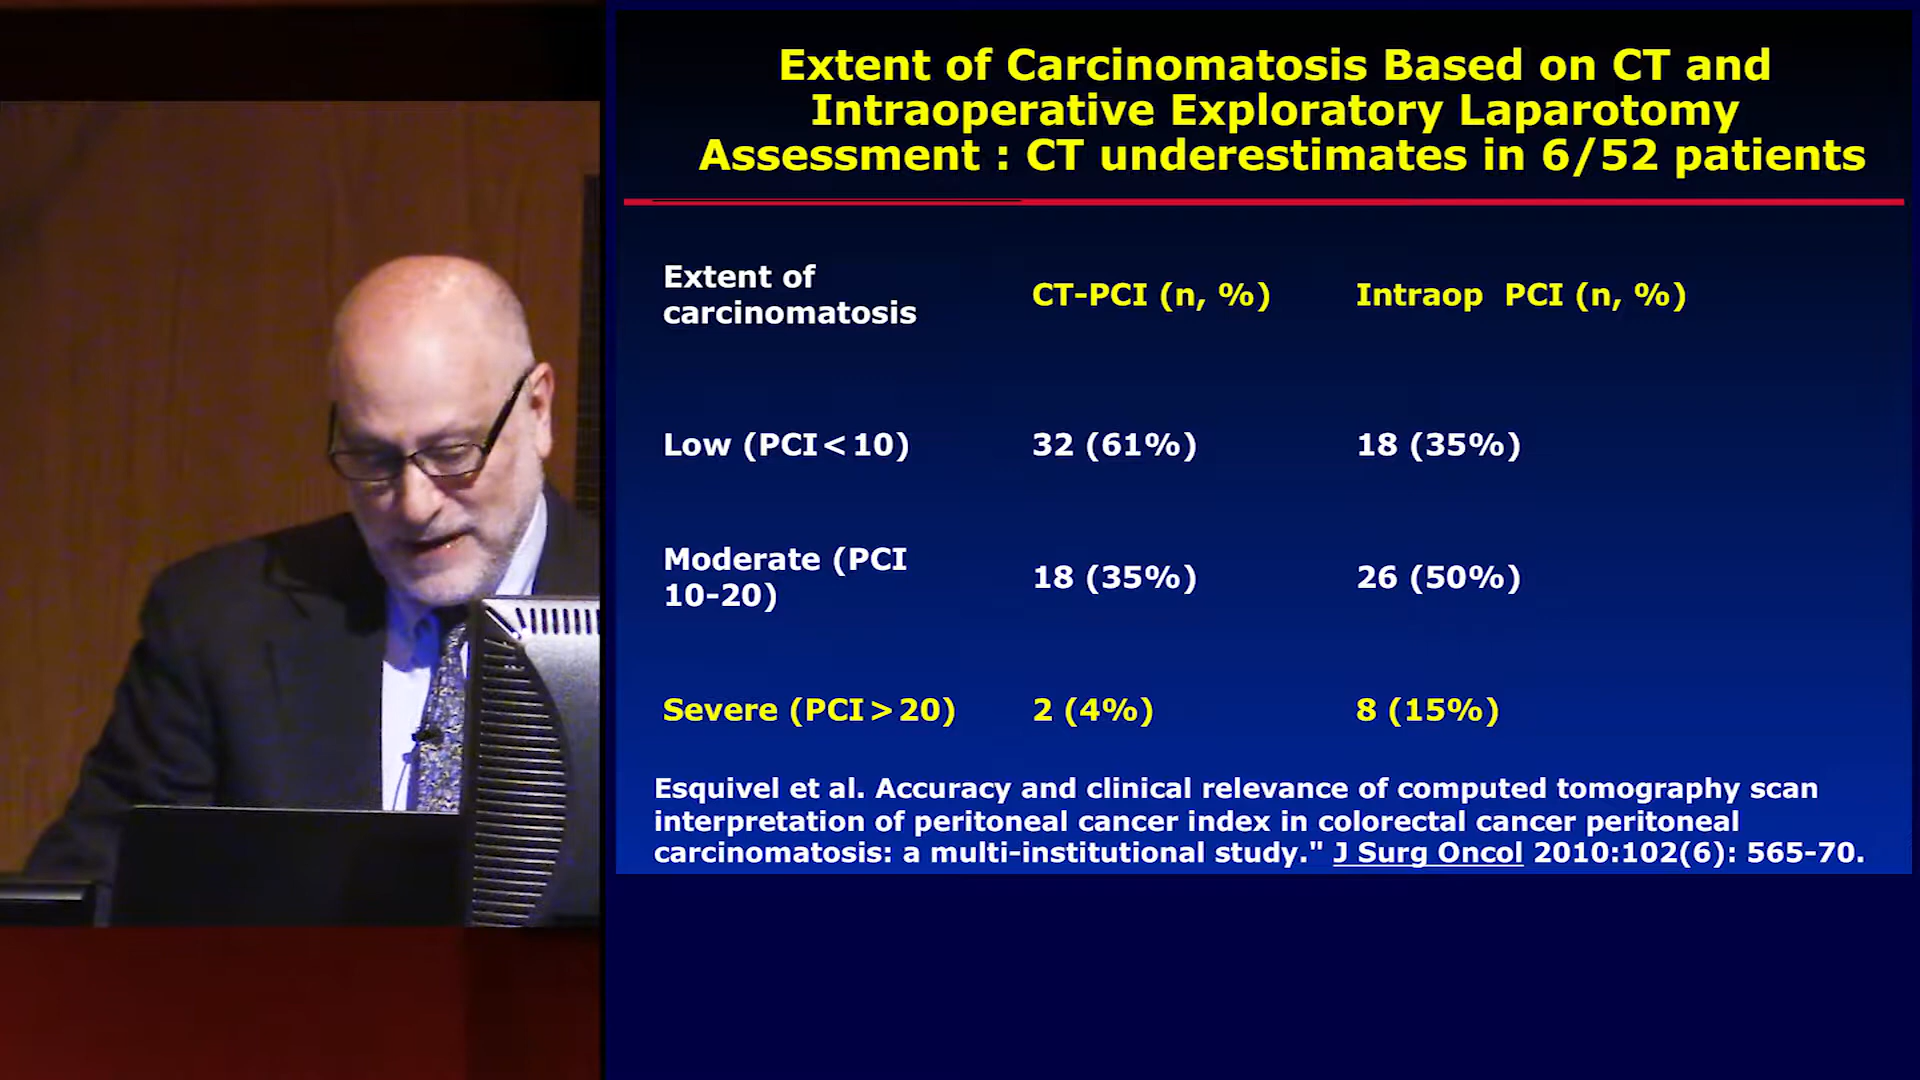 Extent of Carcinomatosis Based on CT and
Intraoperative Exploratory Laparotomy
Assessment : CT underestimates in 6/52 patients
Extent of
carcinomatosis
CT-PCI (n, %)
Intraop PCI (n, %)
Low (PCI<10)
32 (61%)
18 (35%)
Moderate (PCI
10-20)
18 (35%)
26 (50%)
Severe (PCI>20)
2 (4%)
8 (15%)
Esquivel et al. Accuracy and clinical relevance of computed tomography scan
interpretation of peritoneal cancer index in colorectal cancer peritoneal
carcinomatosis: a multi-institutional study." J Surg Oncol 2010:102(6): 565-70.